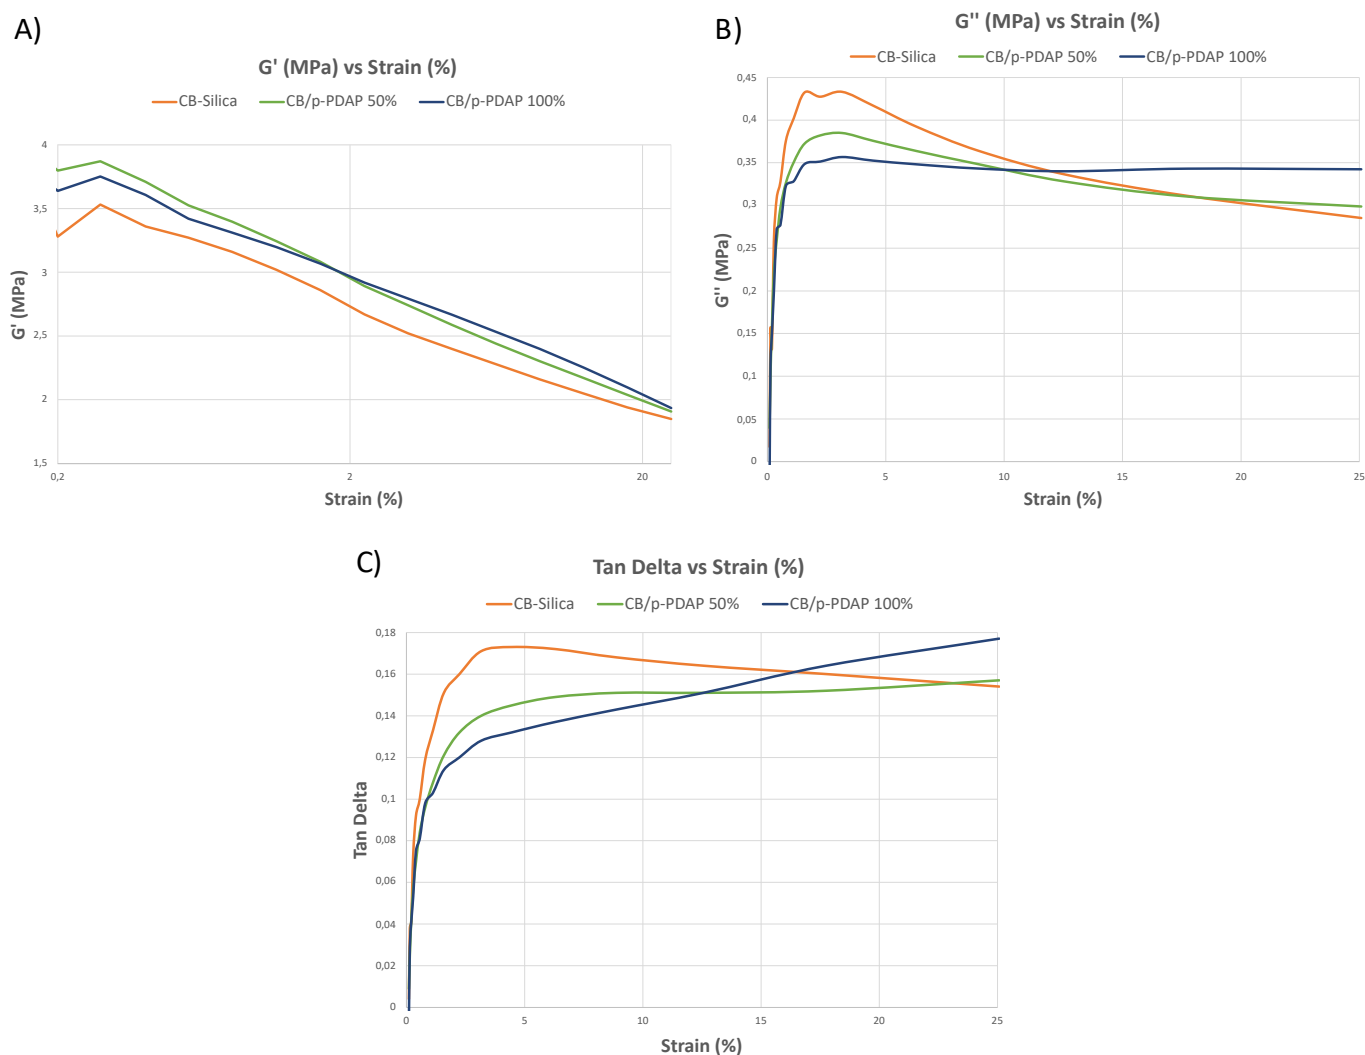 A)
G' (MPa) vs Strain (%)
CB-Silica CB/p-PDAP 50% CB/p-PDAP 100%
4
3,5
3
2,5
2
1,5
0,2 2 20
G' (MPa)
Strain (%)
B)
G'' (MPa) vs Strain (%)
CB-Silica CB/p-PDAP 50% CB/p-PDAP 100%
0,45
0,4
0,35
0,3
0,25
0,2
0,15
0,1
0,05
0
0 5 10 15 20 25
G'' (MPa)
Strain (%)
C)
Tan Delta vs Strain (%)
CB-Silica CB/p-PDAP 50% CB/p-PDAP 100%
0,18
0,16
0,14
0,12
0,1
0,08
0,06
0,04
0,02
0
0 5 10 15 20 25
Tan Delta
Strain (%)